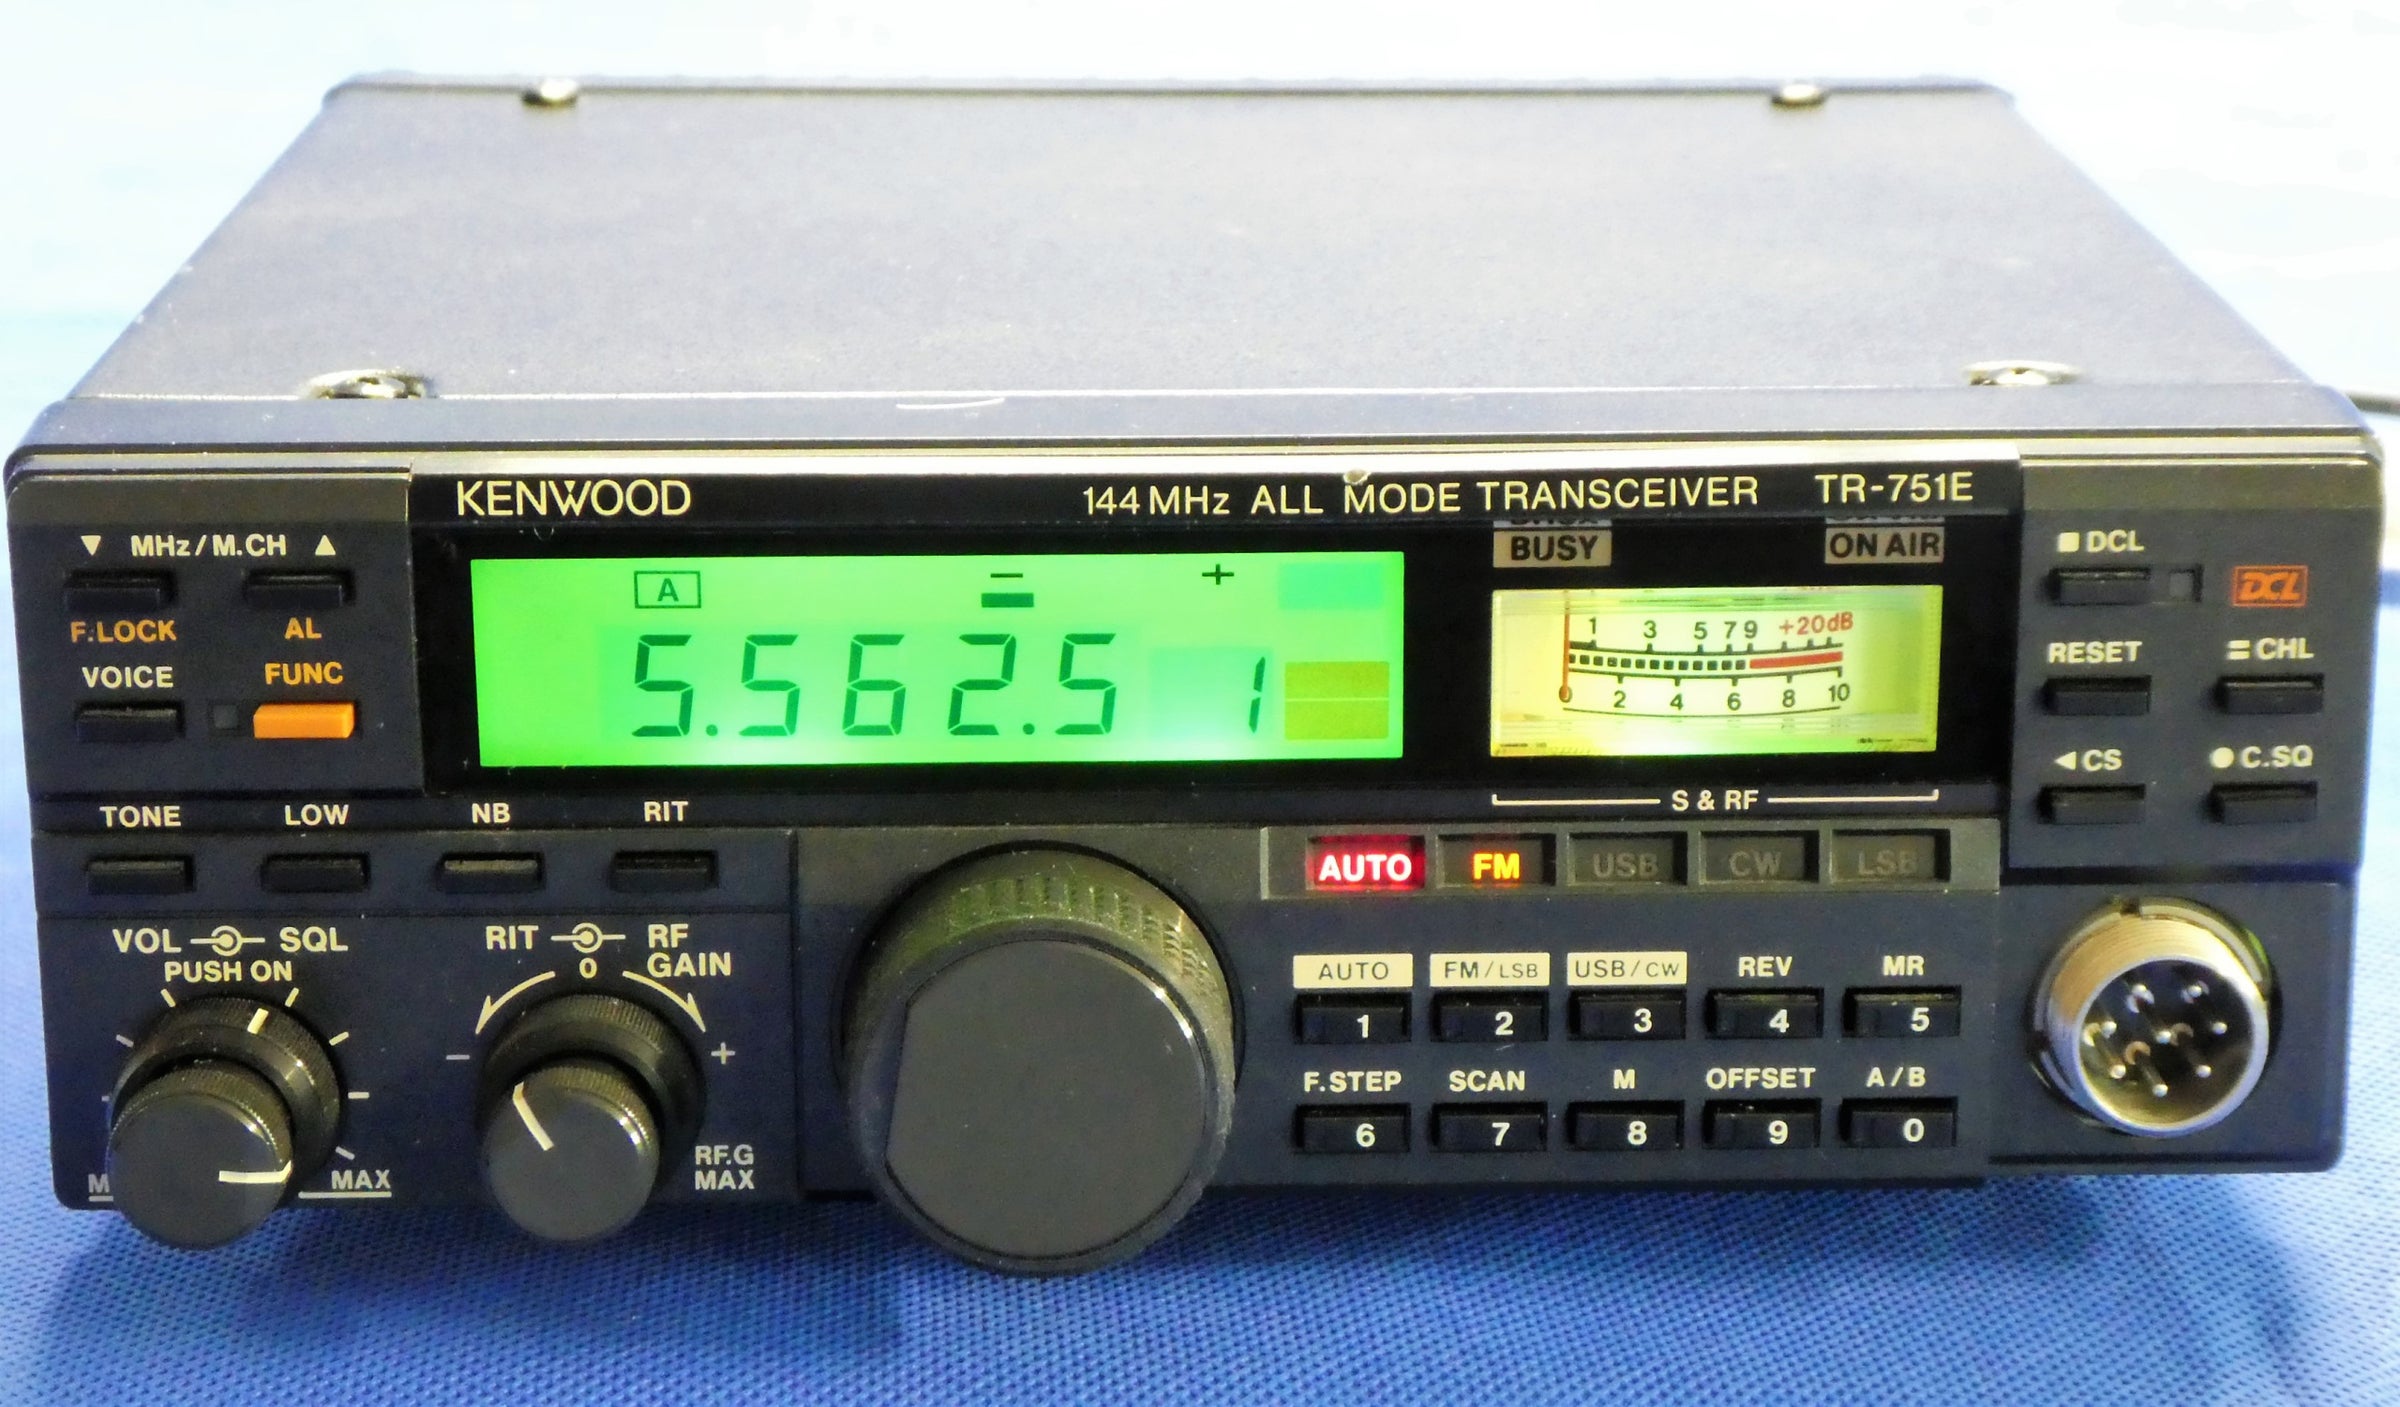 KENWOOD 144 MHz ALL MODE TRANSCEIVER TR-751E
▼ MHz / M.CH ▲
F.LOCK AL
VOICE FUNC
A – +
5.562.5 1
BUSY ON AIR
1 3 5 7 9 +20dB
0 2 4 6 8 10
S & RF
■ DCL
DCL
RESET = CHL
◀ CS ● C.SQ
TONE LOW NB RIT
AUTO FM USB CW LSB
VOL SQL
PUSH ON
MAX
RIT RF
0 GAIN
– +
RF.G
MAX
AUTO FM/LSB USB/CW REV MR
1 2 3 4 5
F.STEP SCAN M OFFSET A/B
6 7 8 9 0